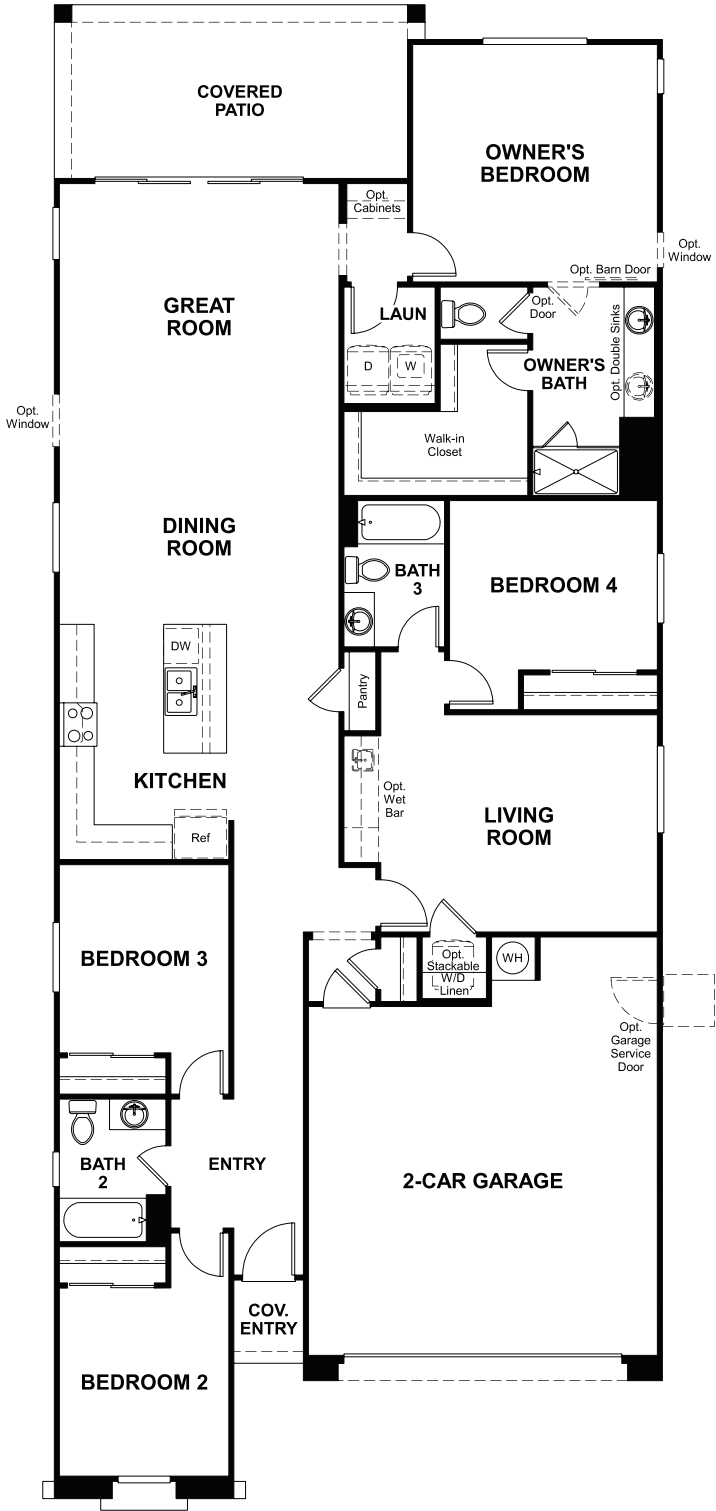 COVERED
PATIO
OWNER'S
BEDROOM
Opt.
Cabinets
Opt.
Window
Opt. Barn Door
GREAT
ROOM
LAUN
Opt.
Door
Opt. Double Sinks
D
W
OWNER'S
BATH
Opt.
Window
Walk-in
Closet
DINING
ROOM
BATH
3
BEDROOM 4
DW
Pantry
KITCHEN
Opt.
Wet
Bar
LIVING
ROOM
Ref
BEDROOM 3
Opt.
Stackable
W/D
Linen
WH
Opt.
Garage
Service
Door
BATH
2
ENTRY
2-CAR GARAGE
COV.
ENTRY
BEDROOM 2